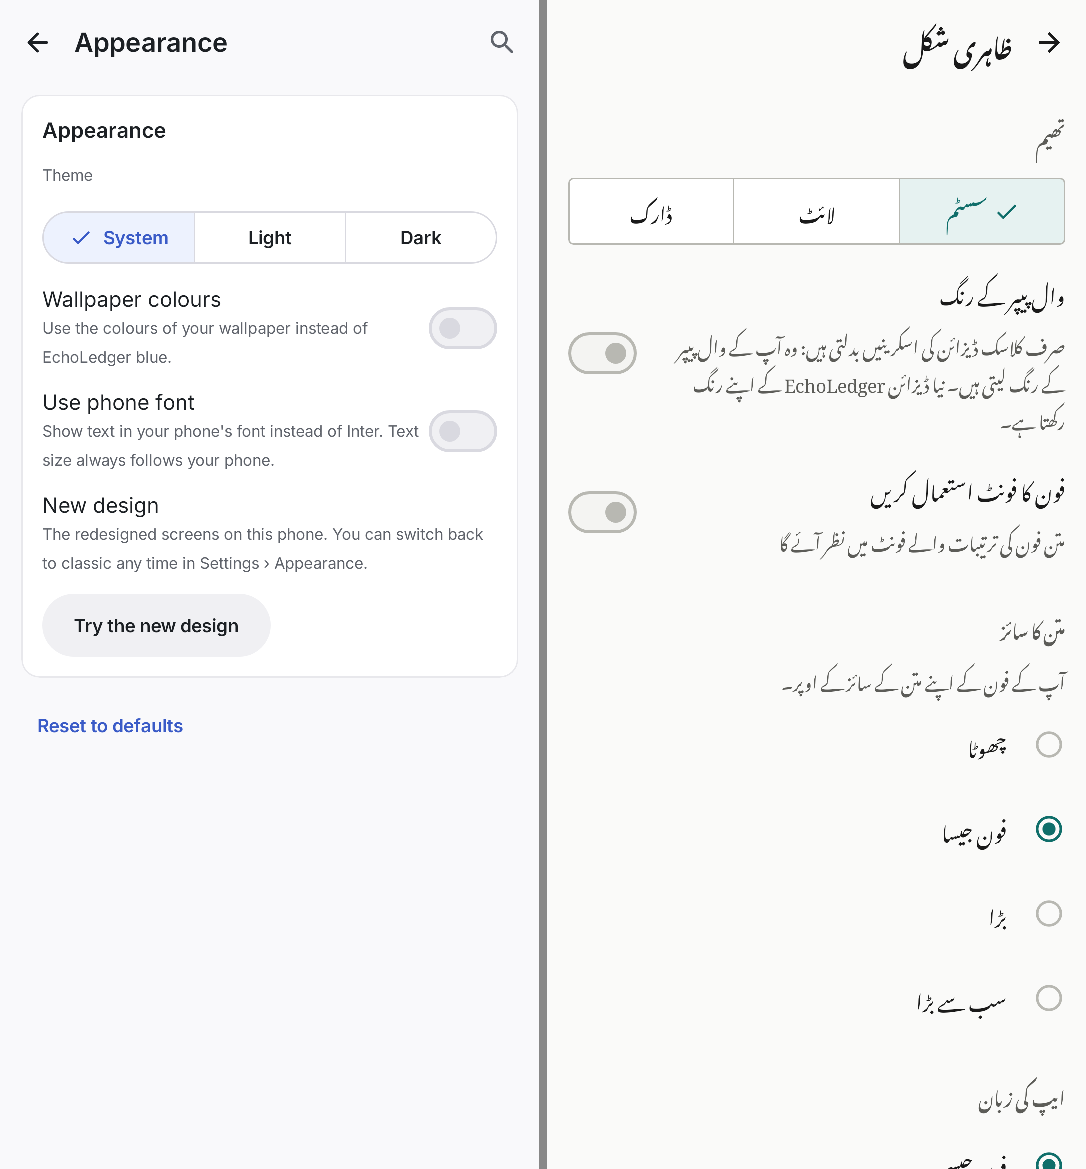 Appearance
Appearance
Theme
System
Light
Dark
Wallpaper colours
Use the colours of your wallpaper instead of
EchoLedger blue.
Use phone font
Show text in your phone's font instead of Inter. Text
size always follows your phone.
New design
The redesigned screens on this phone. You can switch back
to classic any time in Settings › Appearance.
Try the new design
Reset to defaults
ظاہری شکل
تھیم
سسٹم
لائٹ
ڈارک
وال پیپر کے رنگ
صرف کلاسک ڈیزائن کی اسکرینیں بدلتی ہیں: وہ آپ کے وال پیپر
کے رنگ لیتی ہیں۔ نیا ڈیزائن EchoLedger کے اپنے رنگ
رکھتا ہے۔
فون کا فونٹ استعمال کریں
متن فون کی ترتیبات والے فونٹ میں نظر آئے گا
متن کا سائز
آپ کے فون کے اپنے متن کے سائز کے اوپر۔
چھوٹا
فون جیسا
بڑا
سب سے بڑا
ایپ کی زبان